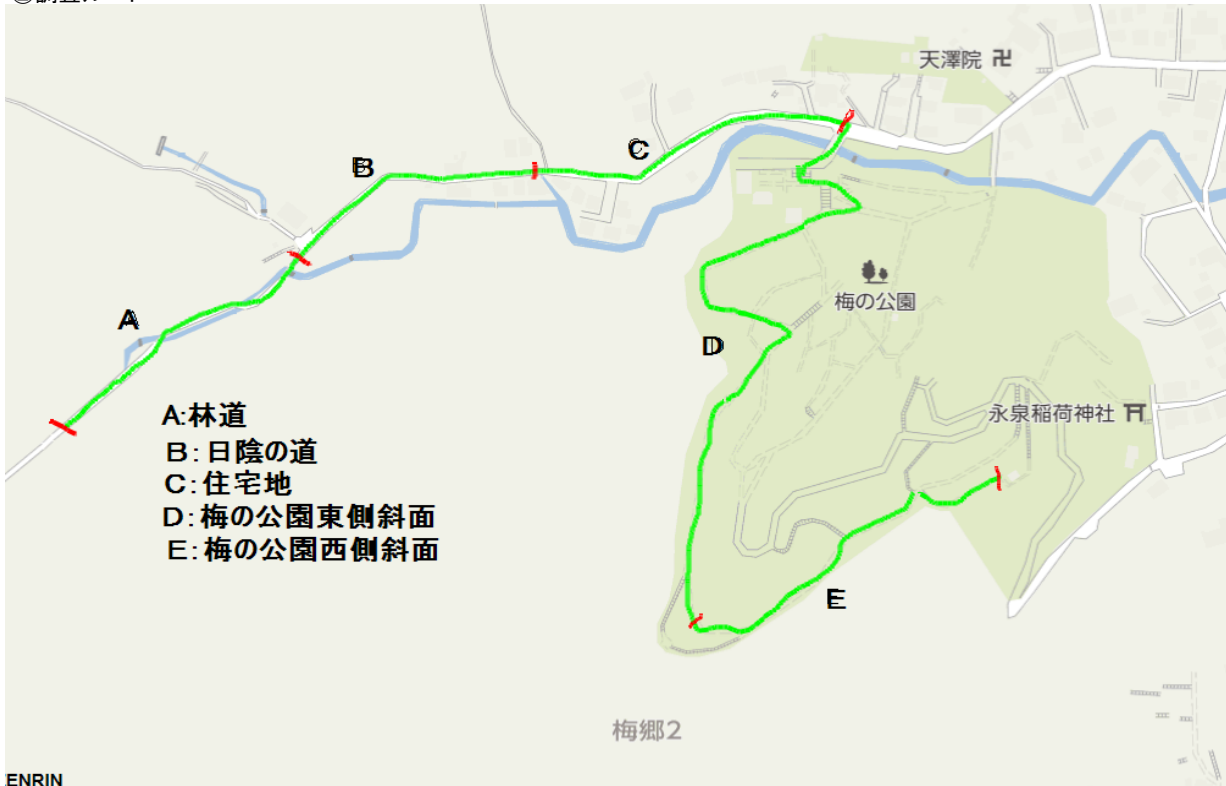 天澤院 卍
C
B
梅の公園
A
D
A:林道
永泉稲荷神社
B:日陰の道
C:住宅地
D:梅の公園東側斜面
E:梅の公園西側斜面
E
梅郷2
ENRIN